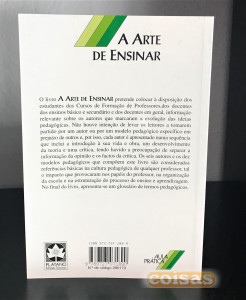 A ARTE
DE ENSINAR
O livro A ARTE DE ENSINAR pretende colocar à disposição dos
estudantes dos Cursos de Formação de Professores, dos docentes
dos ensinos básico e secundário e dos docentes em geral, informação
relevante sobre os autores que marcaram a evolução das ideias
pedagógicas. Não houve intenção de levar os leitores a tomarem
partido por um autor ou por um modelo pedagógico específico em
prejuízo de outros e, por isso, cada autor é apresentado numa sequência
que inclui a introdução à sua vida e obra, um desenvolvimento
da teoria e uma crítica, tendo havido a preocupação de separar a
informação da opinião e os factos da crítica. Os seis autores e os dez
modelos pedagógicos que constituem o livro são considerados
referências básicas na cultura pedagógica de qualquer professor, tal
o impacto que provocaram nos papéis do professor, na organização
da escola e na estruturação do processo de ensino / aprendizagem.
No final do livro, apresenta-se um glossário de termos pedagógicos.
PLÁTANO
AULA
PRÁTICA
coisas